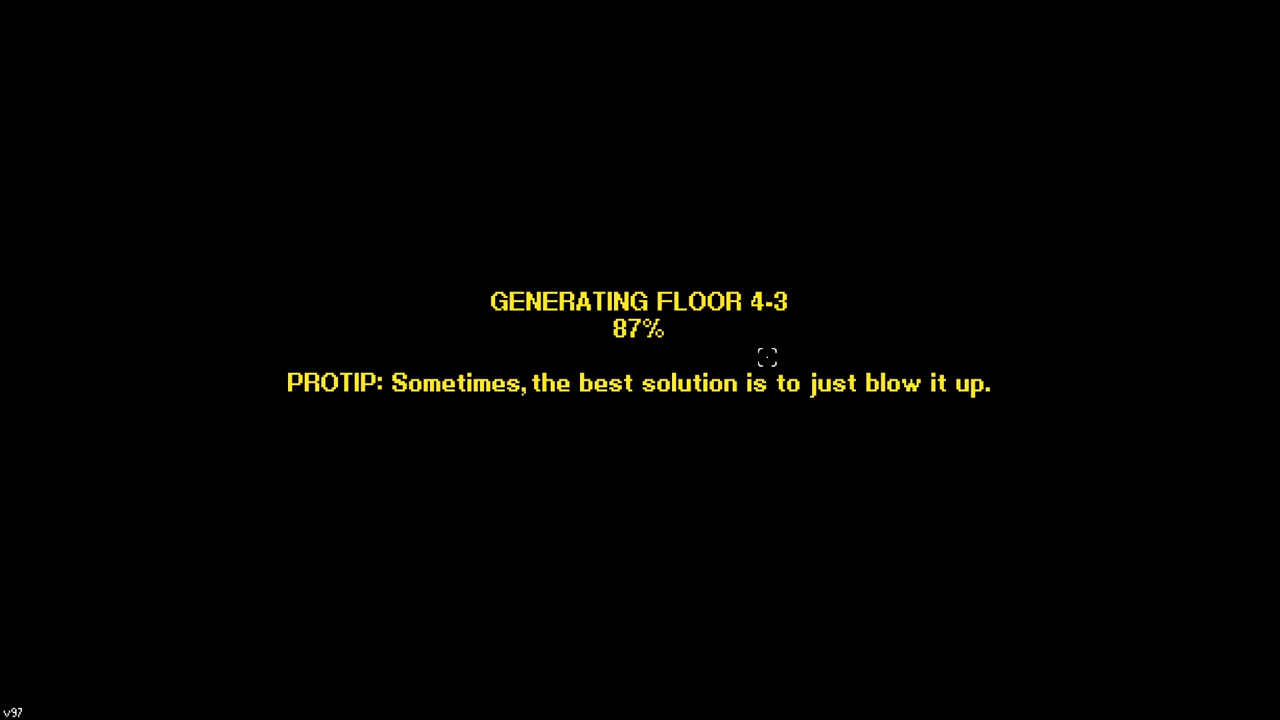 GENERATING FLOOR 4-3
87%
PROTIP: Sometimes, the best solution is to just blow it up.
v97